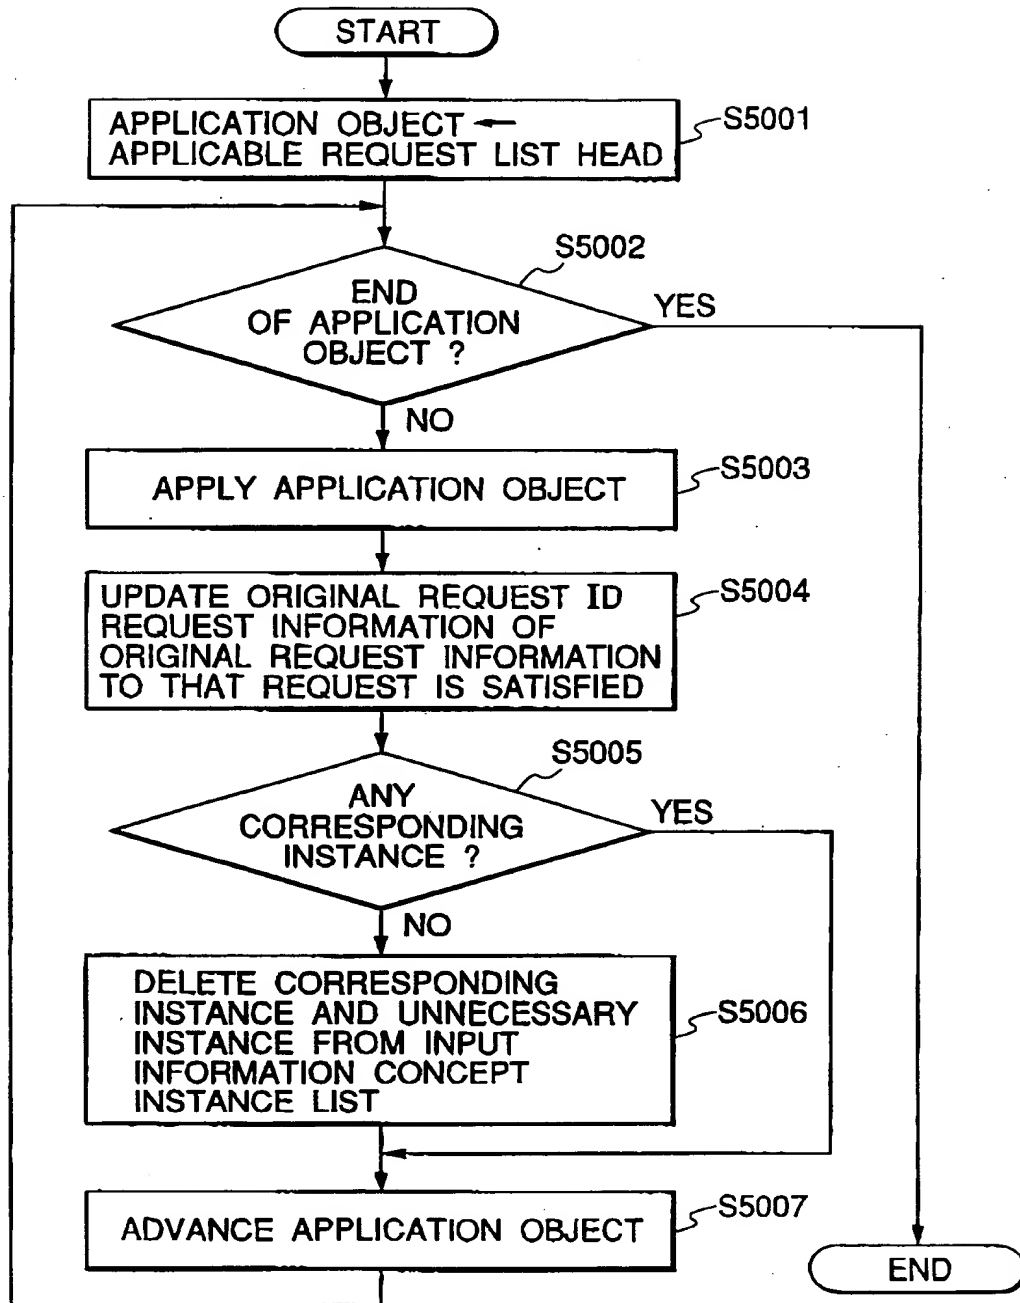 START
APPLICATION OBJECT ←
APPLICABLE REQUEST LIST HEAD
S5001
S5002
END
OF APPLICATION
OBJECT ?
YES
NO
APPLY APPLICATION OBJECT
S5003
UPDATE ORIGINAL REQUEST ID
REQUEST INFORMATION OF
ORIGINAL REQUEST INFORMATION
TO THAT REQUEST IS SATISFIED
S5004
S5005
ANY
CORRESPONDING
INSTANCE ?
YES
NO
DELETE CORRESPONDING
INSTANCE AND UNNECESSARY
INSTANCE FROM INPUT
INFORMATION CONCEPT
INSTANCE LIST
S5006
ADVANCE APPLICATION OBJECT
S5007
END